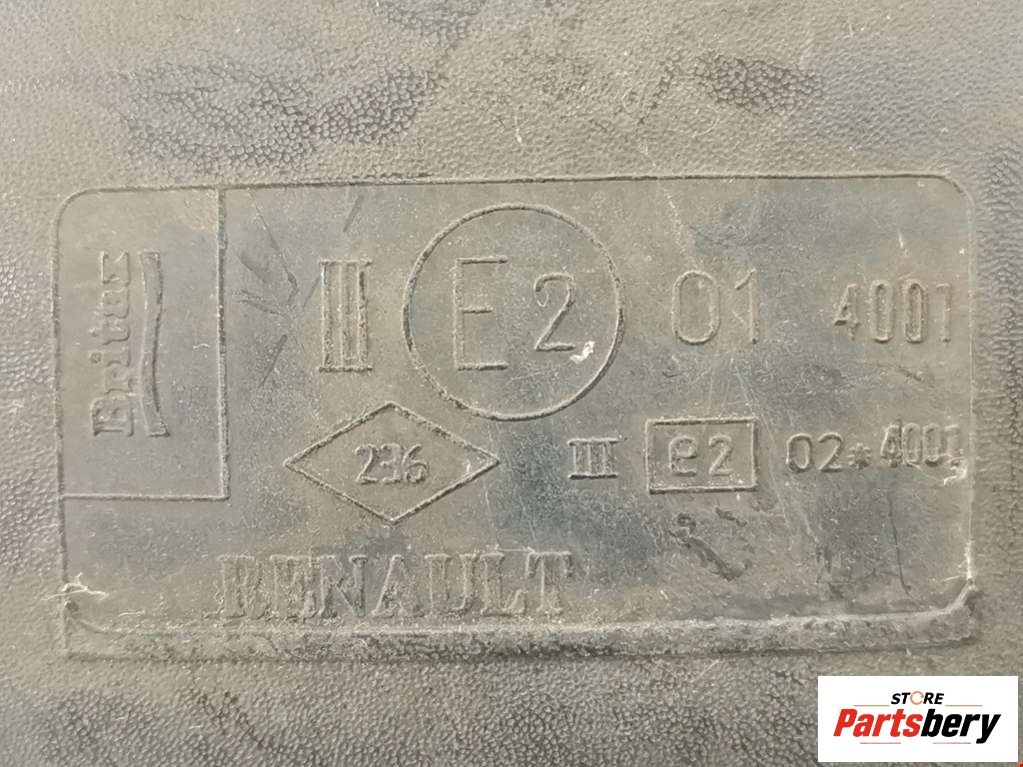 Britax
III E2 01 4001
236 III e2 02*4001
RENAULT
STORE
Partsbery